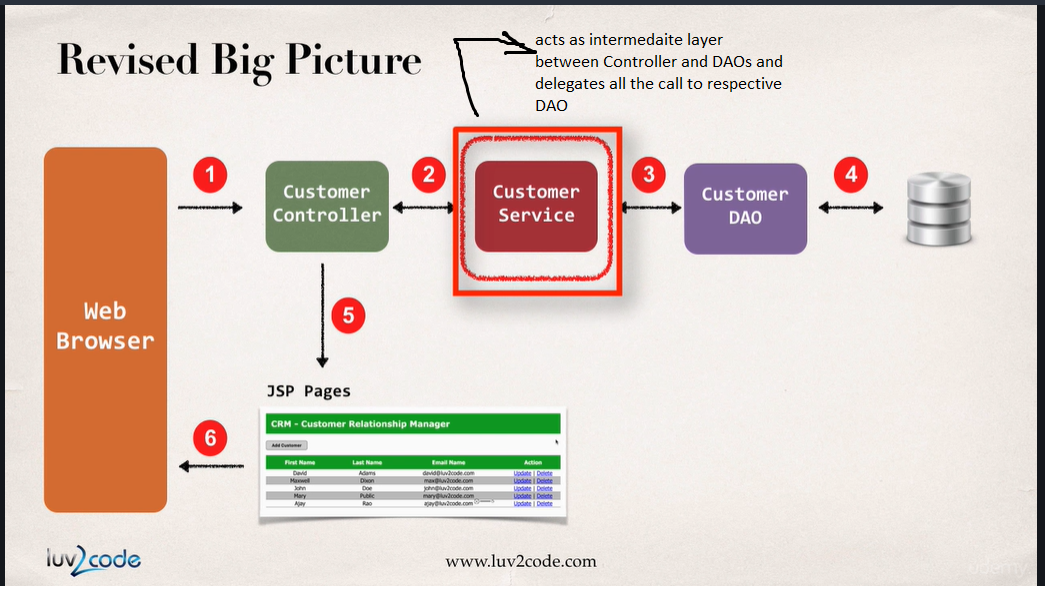 Revised Big Picture
acts as intermedaite layer
between Controller and DAOs and
delegates all the call to respective
DAO
1
2
3
4
Customer
Controller
Customer
Service
Customer
DAO
Web
Browser
5
JSP Pages
6
CRM - Customer Relationship Manager
Add Customer
First Name Last Name Email Name Action
David Adams david@luv2code.com Update | Delete
Maxwell Dixon max@luv2code.com Update | Delete
John Doe john@luv2code.com Update | Delete
Mary Public mary@luv2code.com Update | Delete
Ajay Rao ajay@luv2code.com Update | Delete
luv2code
www.luv2code.com
udemy